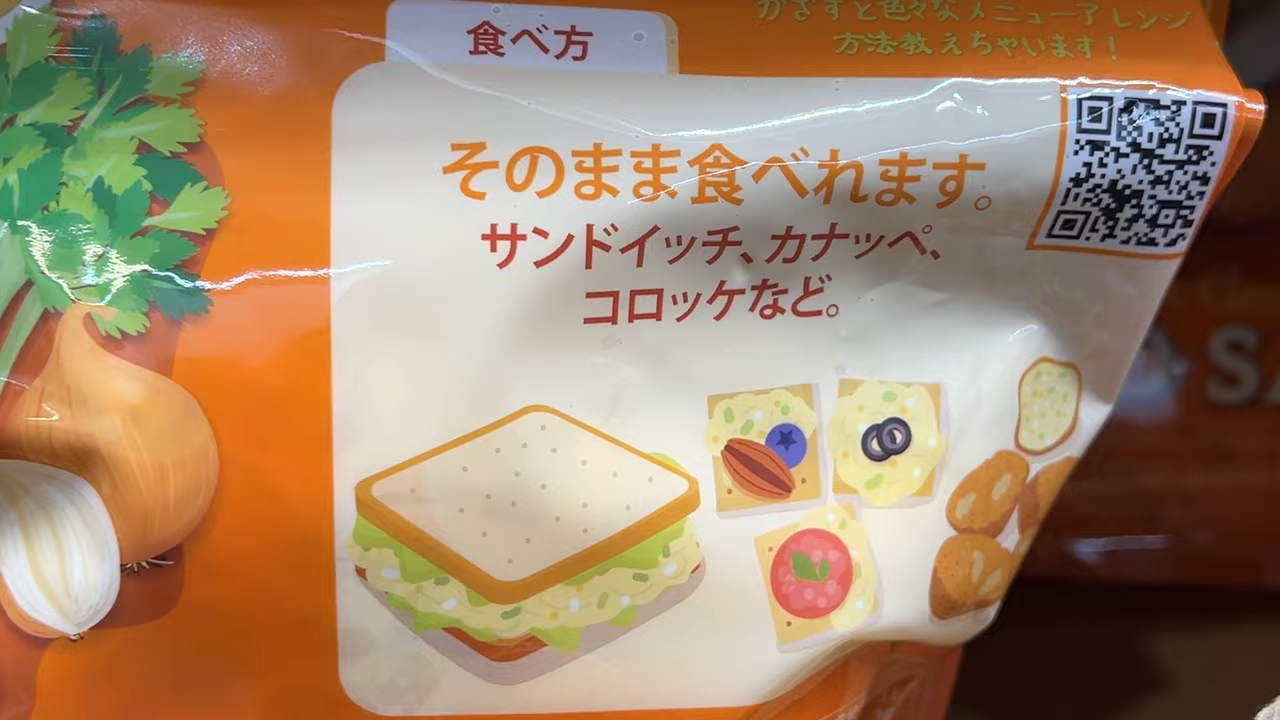 かざすと色々なメニューアレンジ
方法教えちゃいます!
食べ方
そのまま食べれます。
サンドイッチ、カナッペ、
コロッケなど。